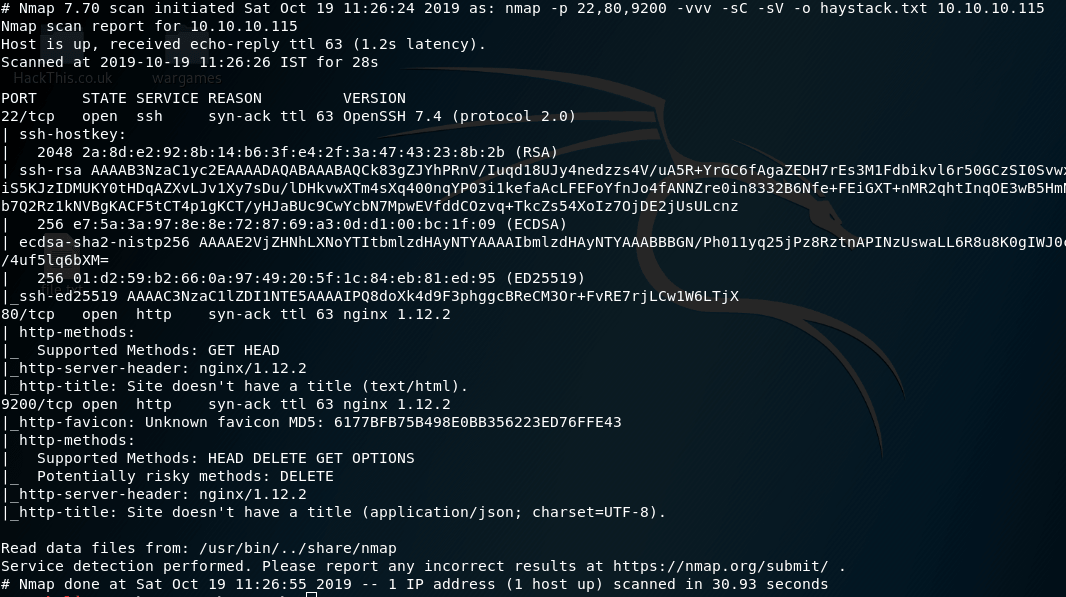 # Nmap 7.70 scan initiated Sat Oct 19 11:26:24 2019 as: nmap -p 22,80,9200 -vvv -sC -sV -o haystack.txt 10.10.10.115
Nmap scan report for 10.10.10.115
Host is up, received echo-reply ttl 63 (1.2s latency).
Scanned at 2019-10-19 11:26:26 IST for 28s
HackThis.co.uk wargames
PORT     STATE SERVICE REASON         VERSION
22/tcp   open  ssh     syn-ack ttl 63 OpenSSH 7.4 (protocol 2.0)
| ssh-hostkey:
|   2048 2a:8d:e2:92:8b:14:b6:3f:e4:2f:3a:47:43:23:8b:2b (RSA)
| ssh-rsa AAAAB3NzaC1yc2EAAAADAQABAAABAQCk83gZJYhPRnV/Iuqd18UJy4nedzzs4V/uA5R+YrGC6fAgaZEDH7rEs3M1Fdbikvl6r50GCzSI0Svwx
iS5KJzIDMUKY0tHDqAZXvLJv1Xy7sDu/lDHkvwXTm4sXq400nqYP03i1kefaAcLFEFoYfnJo4fANNZre0in8332B6Nfe+FEiGXT+nMR2qhtInqOE3wB5HmN
b7Q2Rz1kNVBgKACF5tCT4p1gKCT/yHJaBUc9CwYcbN7MpwEVfddCOzvq+TkcZs54XoIz7OjDE2jUsULcnz
|   256 e7:5a:3a:97:8e:8e:72:87:69:a3:0d:d1:00:bc:1f:09 (ECDSA)
| ecdsa-sha2-nistp256 AAAAE2VjZHNhLXNoYTItbmlzdHAyNTYAAAAIbmlzdHAyNTYAAABBBGN/Ph011yq25jPz8RztnAPINzUswaLL6R8u8K0gIWJ0c
/4uf5lq6bXM=
|   256 01:d2:59:b2:66:0a:97:49:20:5f:1c:84:eb:81:ed:95 (ED25519)
|_ssh-ed25519 AAAAC3NzaC1lZDI1NTE5AAAAIPQ8doXk4d9F3phggcBReCM3Or+FvRE7rjLCw1W6LTjX
80/tcp   open  http    syn-ack ttl 63 nginx 1.12.2
| http-methods:
|_  Supported Methods: GET HEAD
|_http-server-header: nginx/1.12.2
|_http-title: Site doesn't have a title (text/html).
9200/tcp open  http    syn-ack ttl 63 nginx 1.12.2
|_http-favicon: Unknown favicon MD5: 6177BFB75B498E0BB356223ED76FFE43
| http-methods:
|   Supported Methods: HEAD DELETE GET OPTIONS
|_  Potentially risky methods: DELETE
|_http-server-header: nginx/1.12.2
|_http-title: Site doesn't have a title (application/json; charset=UTF-8).
Read data files from: /usr/bin/../share/nmap
Service detection performed. Please report any incorrect results at https://nmap.org/submit/ .
# Nmap done at Sat Oct 19 11:26:55 2019 -- 1 IP address (1 host up) scanned in 30.93 seconds